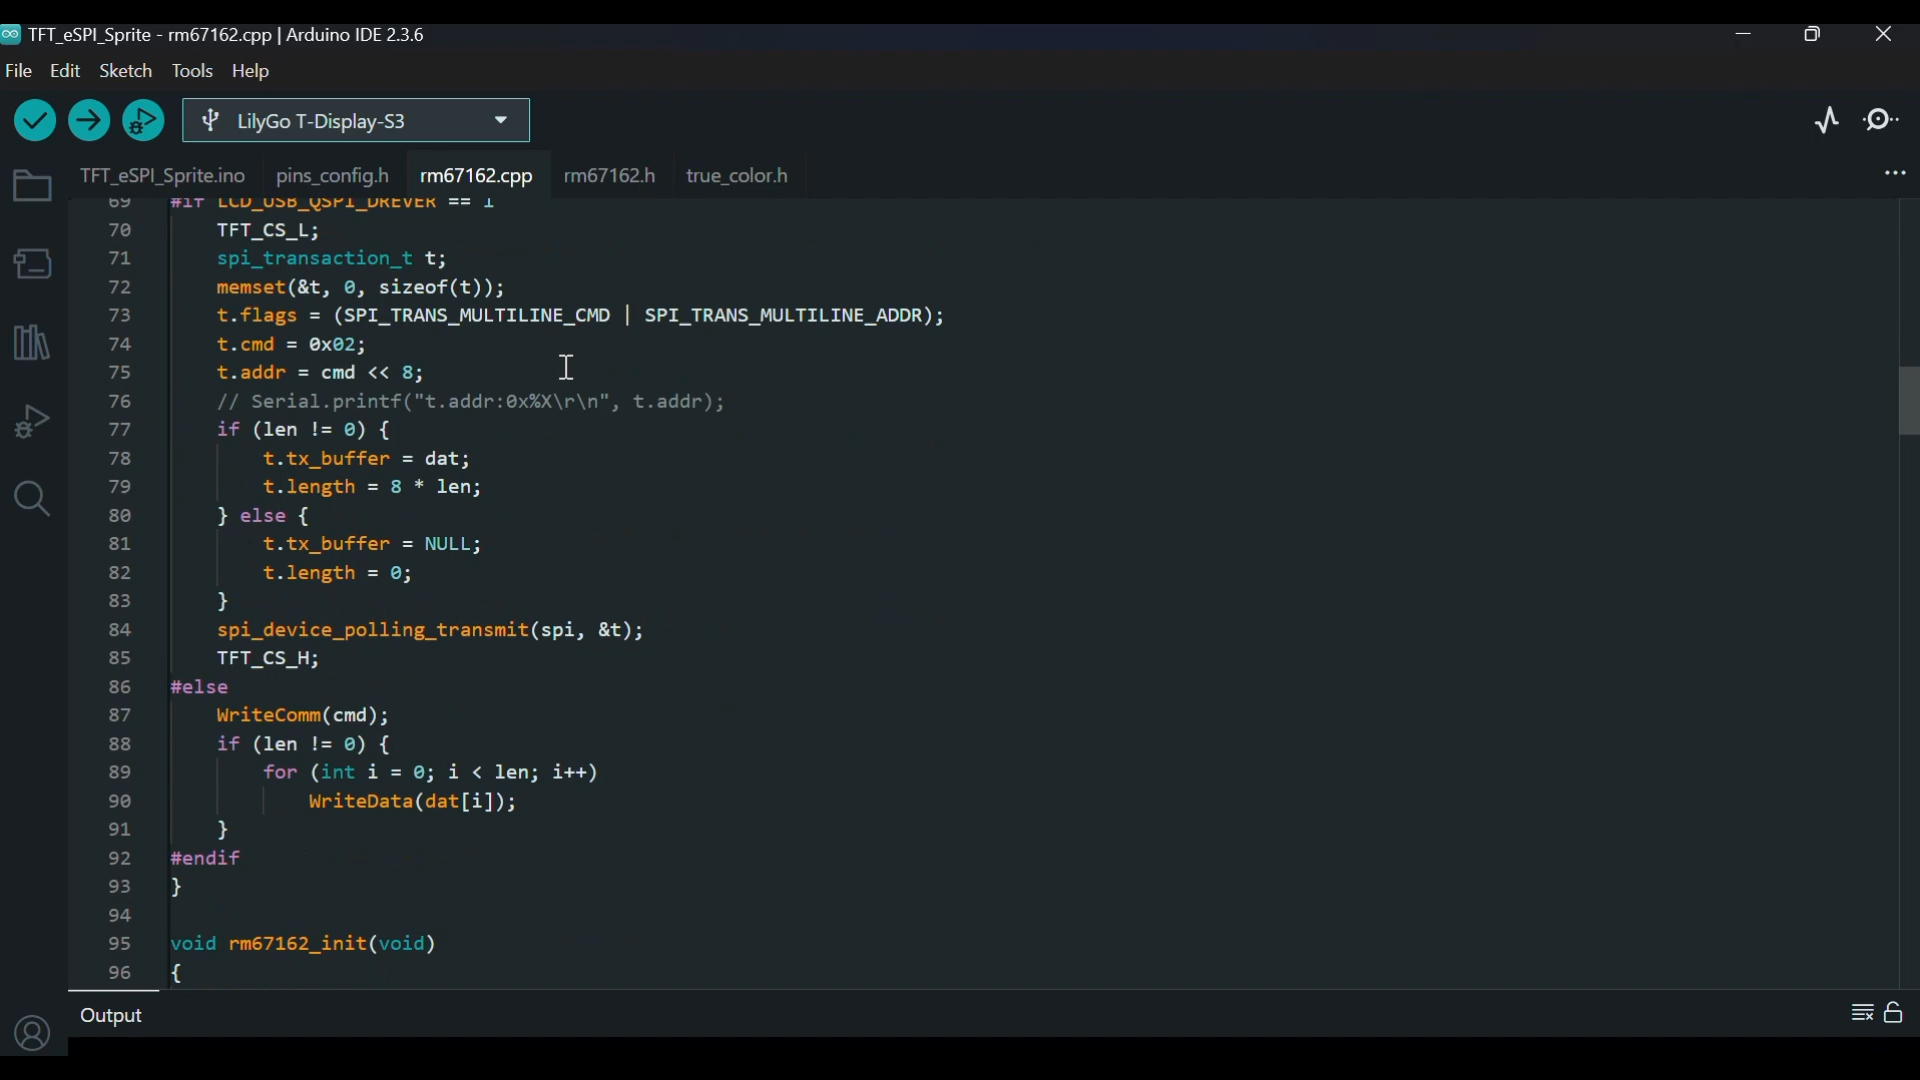 TFT_eSPI_Sprite - rm67162.cpp | Arduino IDE 2.3.6
File Edit Sketch Tools Help
LilyGo T-Display-S3
TFT_eSPI_Sprite.ino pins_config.h rm67162.cpp rm67162.h true_color.h
69 #if LCD_USB_QSPI_DREVER == 1
70 TFT_CS_L;
71 spi_transaction_t t;
72 memset(&t, 0, sizeof(t));
73 t.flags = (SPI_TRANS_MULTILINE_CMD | SPI_TRANS_MULTILINE_ADDR);
74 t.cmd = 0x02;
75 t.addr = cmd << 8;
76 // Serial.printf("t.addr:0x%X\r\n", t.addr);
77 if (len != 0) {
78 t.tx_buffer = dat;
79 t.length = 8 * len;
80 } else {
81 t.tx_buffer = NULL;
82 t.length = 0;
83 }
84 spi_device_polling_transmit(spi, &t);
85 TFT_CS_H;
86 #else
87 WriteComm(cmd);
88 if (len != 0) {
89 for (int i = 0; i < len; i++)
90 WriteData(dat[i]);
91 }
92 #endif
93 }
94
95 void rm67162_init(void)
96 {
Output